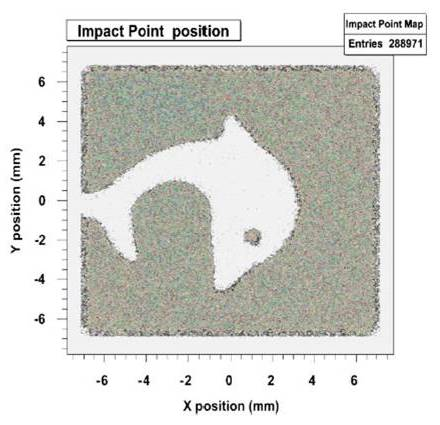 Impact Point position
Impact Point Map
Entries 288971
6
4
2
0
-2
-4
-6
Y position (mm)
-6 -4 -2 0 2 4 6
X position (mm)